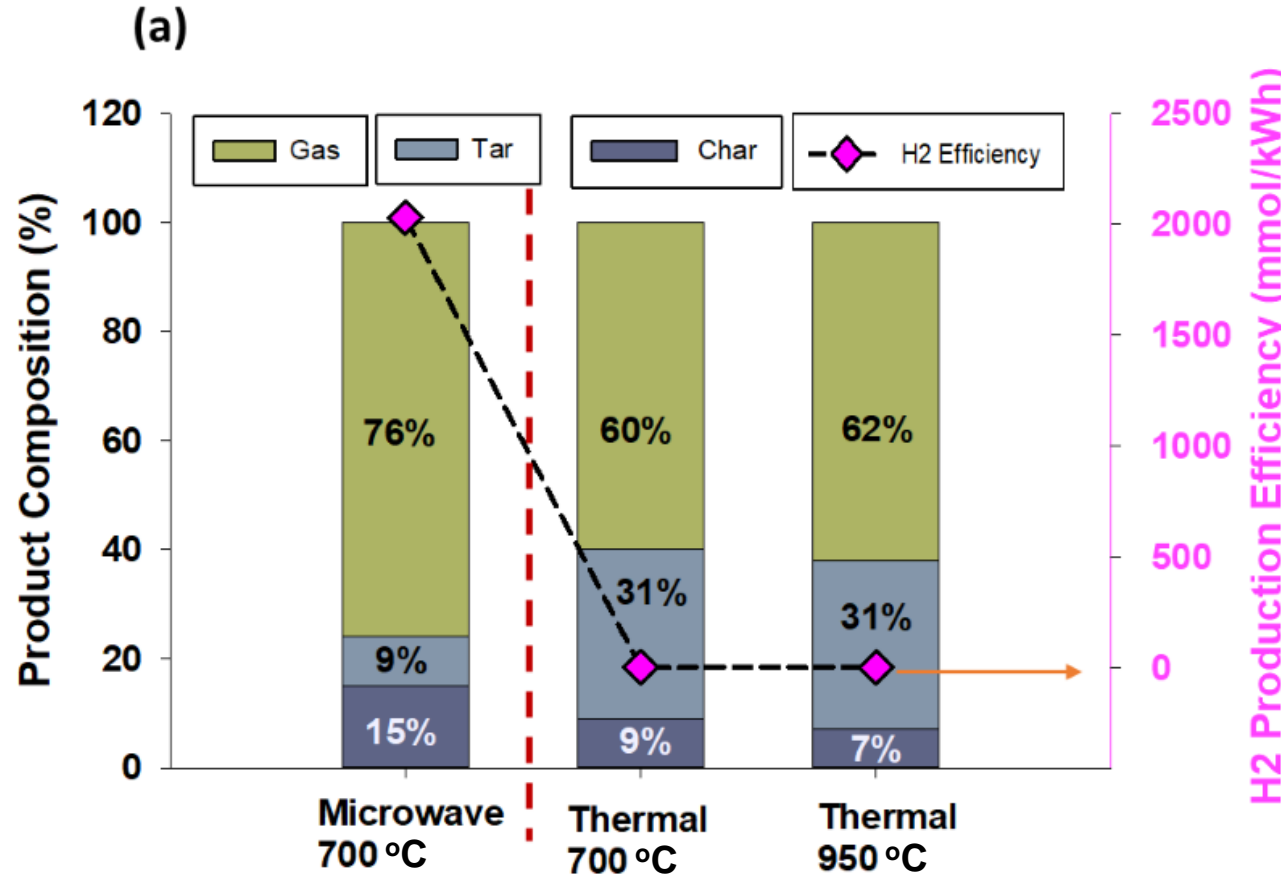 (a)
Gas
Tar
Char
H2 Efficiency
Product Composition (%)
120
100
80
60
40
20
0
76%
9%
15%
60%
31%
9%
62%
31%
7%
2500
2000
1500
1000
500
0
H2 Production Efficiency (mmol/kWh)
Microwave
700 °C
Thermal
700 °C
Thermal
950 °C